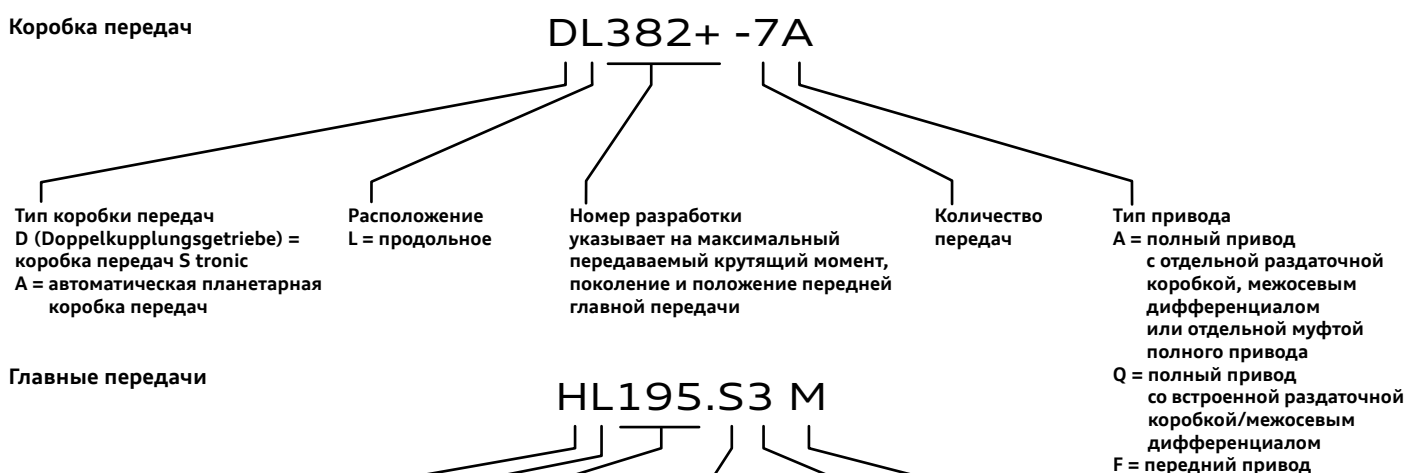 Коробка передач
DL382+ -7A
Тип коробки передач
D (Doppelkupplungsgetriebe) =
коробка передач S tronic
A = автоматическая планетарная
коробка передач
Расположение
L = продольное
Номер разработки
указывает на максимальный
передаваемый крутящий момент,
поколение и положение передней
главной передачи
Количество
передач
Тип привода
A = полный привод
с отдельной раздаточной
коробкой, межосевым
дифференциалом
или отдельной муфтой
полного привода
Q = полный привод
со встроенной раздаточной
коробкой/межосевым
дифференциалом
F = передний привод
Главные передачи
HL195.S3 M